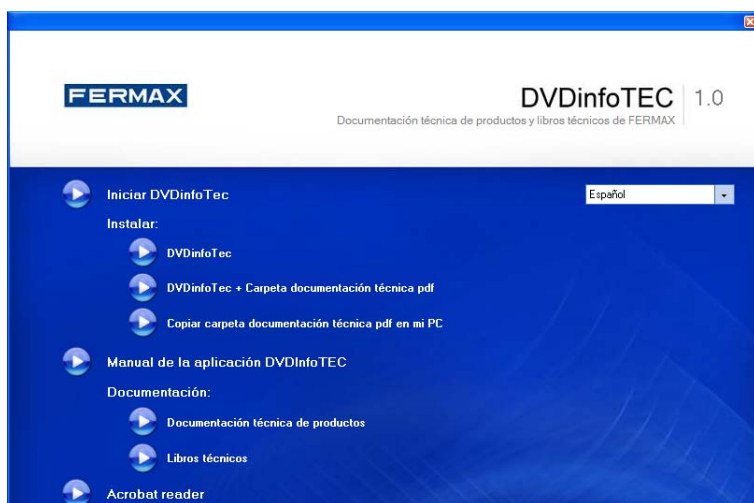 FERMAX
DVDinfoTEC 1.0
Documentación técnica de productos y libros técnicos de FERMAX
Iniciar DVDinfoTec
Español
Instalar:
DVDinfoTec
DVDinfoTec + Carpeta documentación técnica pdf
Copiar carpeta documentación técnica pdf en mi PC
Manual de la aplicación DVDInfoTEC
Documentación:
Documentación técnica de productos
Libros técnicos
Acrobat reader